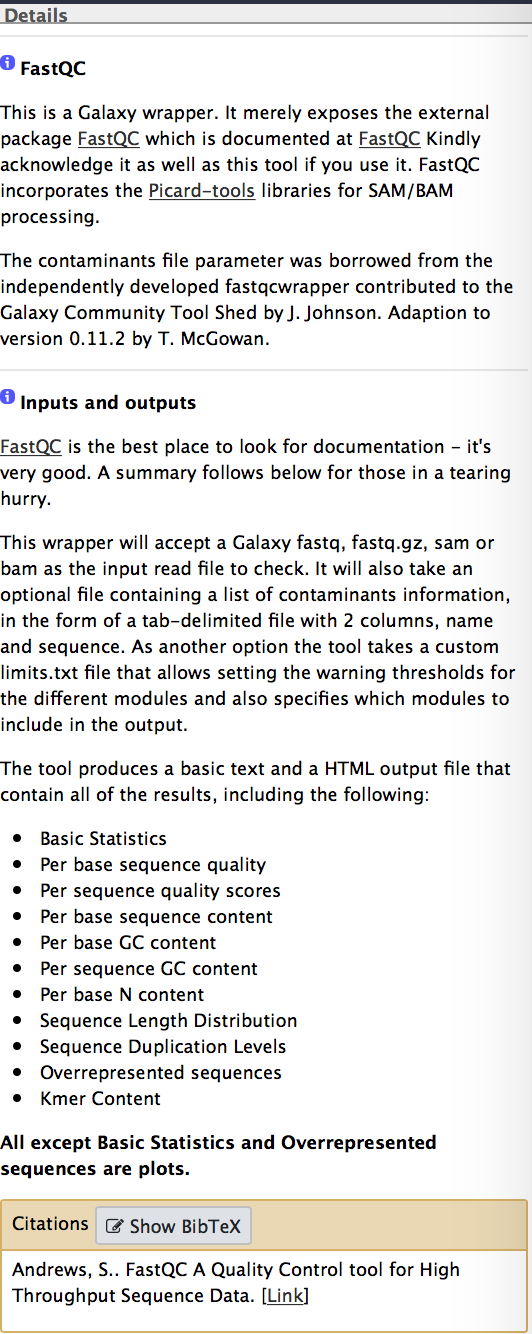 Details
FastQC
This is a Galaxy wrapper. It merely exposes the external
package FastQC which is documented at FastQC Kindly
acknowledge it as well as this tool if you use it. FastQC
incorporates the Picard-tools libraries for SAM/BAM
processing.
The contaminants file parameter was borrowed from the
independently developed fastqcwrapper contributed to the
Galaxy Community Tool Shed by J. Johnson. Adaption to
version 0.11.2 by T. McGowan.
Inputs and outputs
FastQC is the best place to look for documentation - it's
very good. A summary follows below for those in a tearing
hurry.
This wrapper will accept a Galaxy fastq, fastq.gz, sam or
bam as the input read file to check. It will also take an
optional file containing a list of contaminants information,
in the form of a tab-delimited file with 2 columns, name
and sequence. As another option the tool takes a custom
limits.txt file that allows setting the warning thresholds for
the different modules and also specifies which modules to
include in the output.
The tool produces a basic text and a HTML output file that
contain all of the results, including the following:
• Basic Statistics
• Per base sequence quality
• Per sequence quality scores
• Per base sequence content
• Per base GC content
• Per sequence GC content
• Per base N content
• Sequence Length Distribution
• Sequence Duplication Levels
• Overrepresented sequences
• Kmer Content
All except Basic Statistics and Overrepresented
sequences are plots.
Citations Show BibTeX
Andrews, S.. FastQC A Quality Control tool for High
Throughput Sequence Data. [Link]